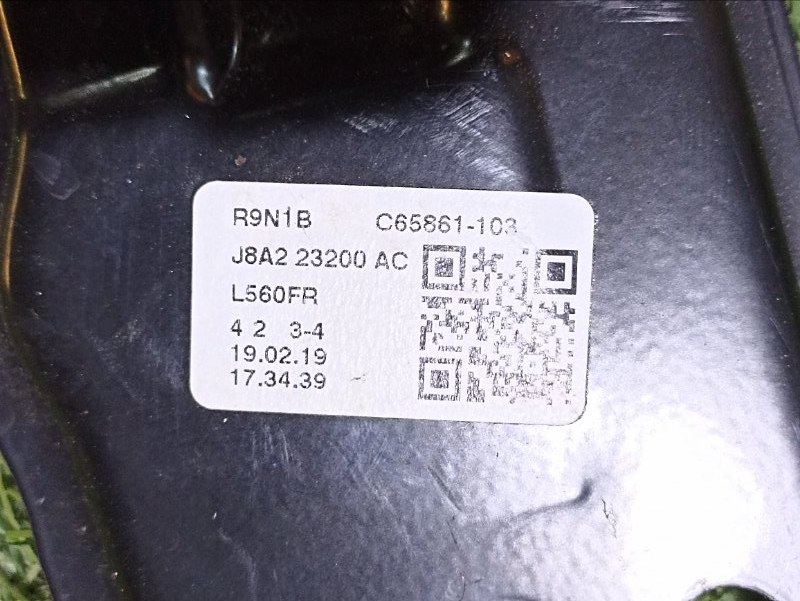 R9N1B C65861-103
J8A2 23200 AC
L560FR
4 2 3-4
19.02.19
17.34.39